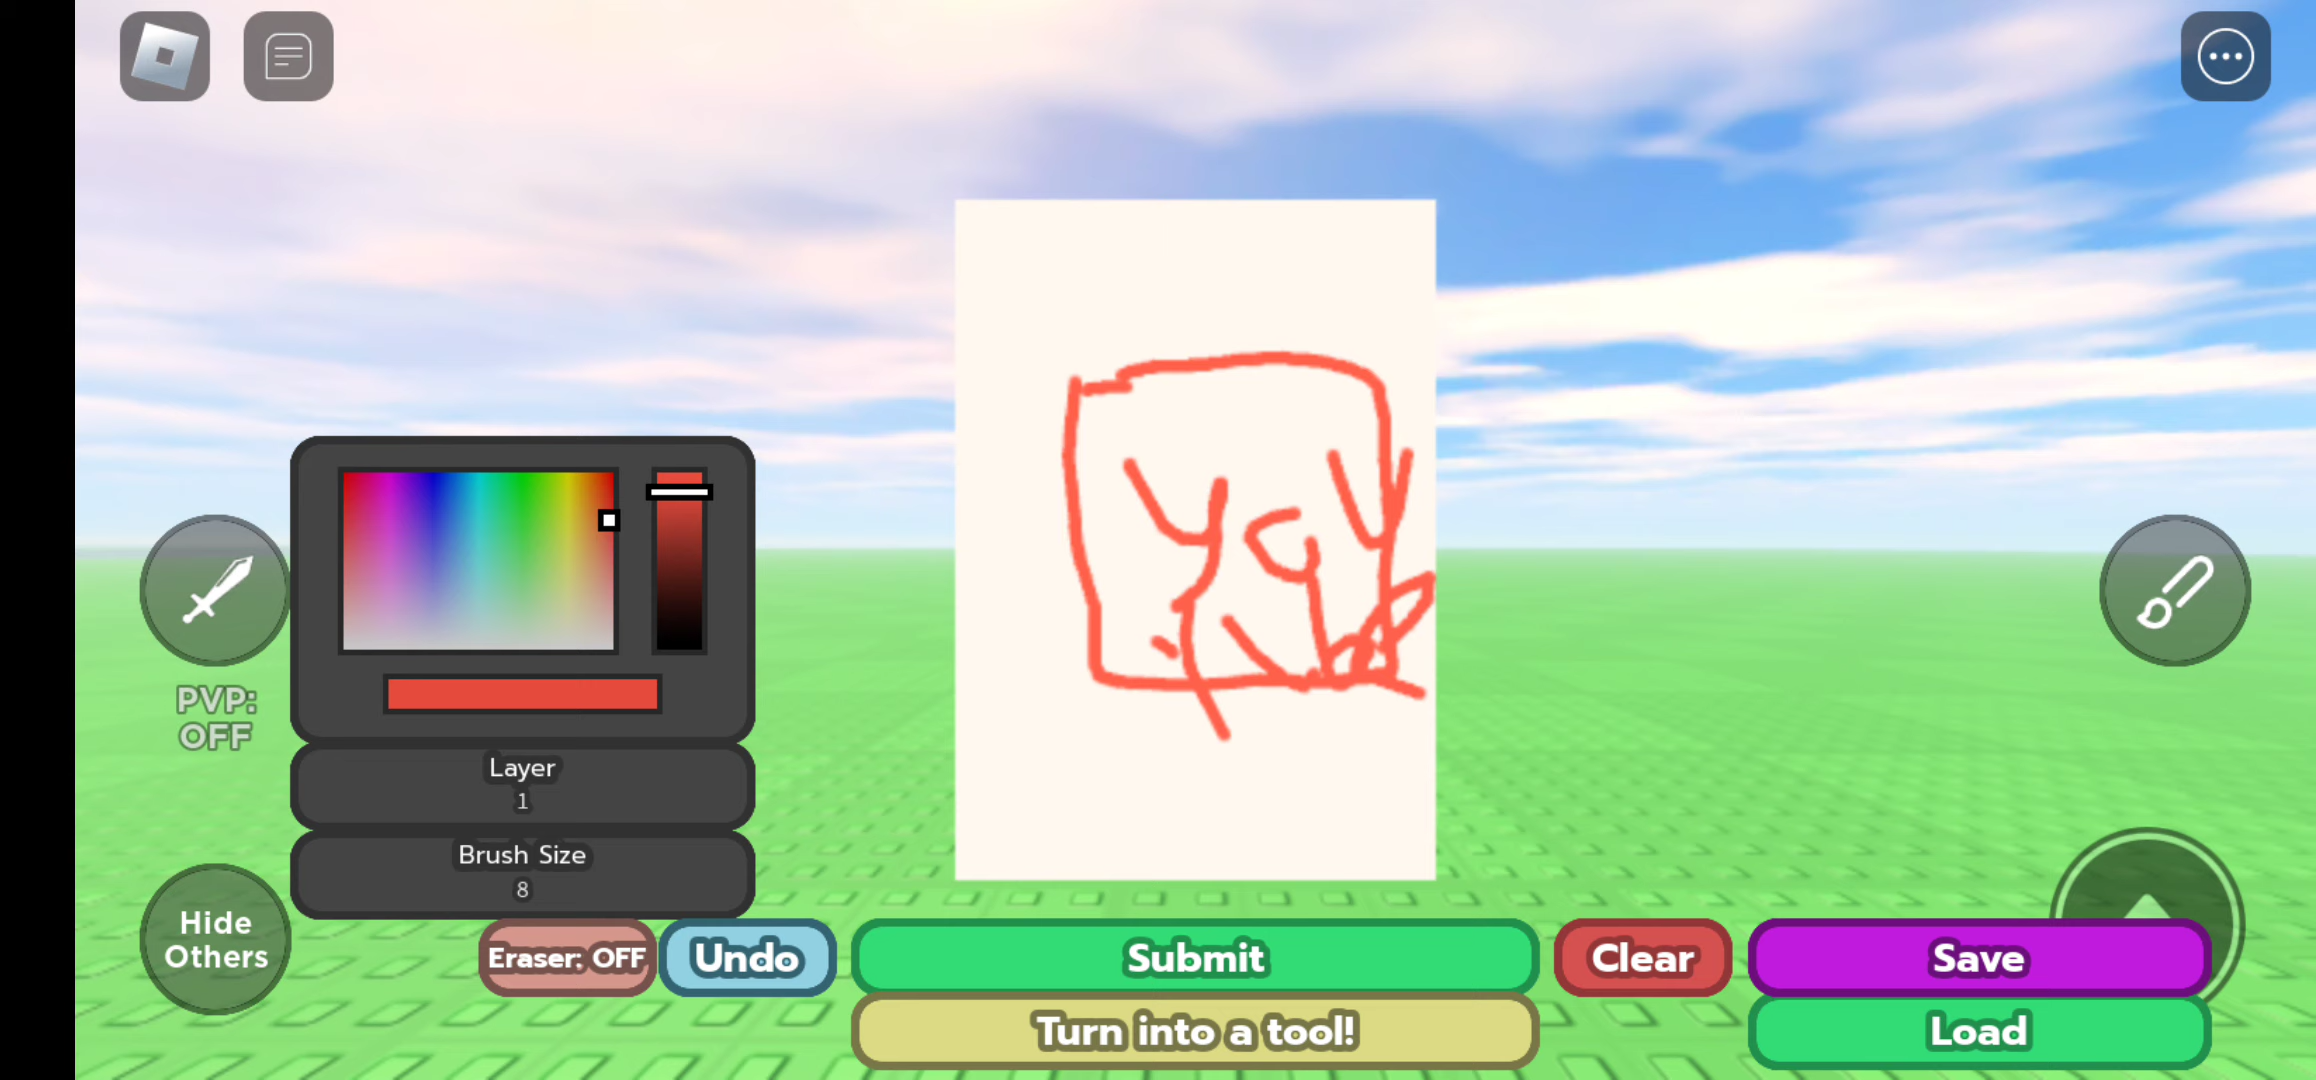 PVP:
OFF
Layer
1
Brush Size
8
Hide
Others
Eraser: OFF
Undo
Submit
Clear
Save
Turn into a tool!
Load